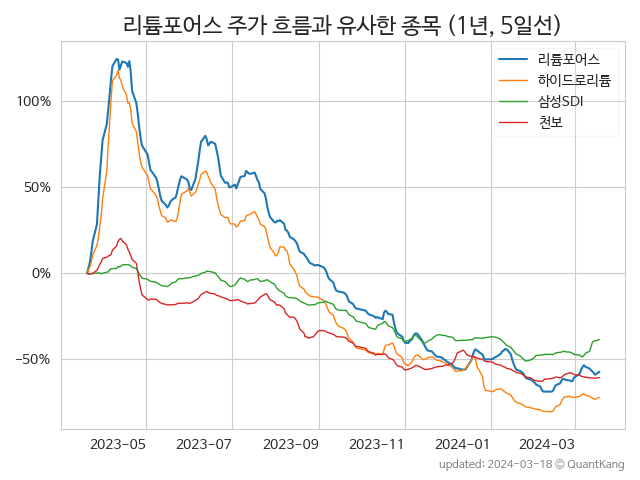 리튬포어스 주가 흐름과 유사한 종목 (1년, 5일선)
리튬포어스
하이드로리튬
삼성SDI
천보
100%
50%
0%
−50%
2023-05 2023-07 2023-09 2023-11 2024-01 2024-03
updated: 2024-03-18 © QuantKang